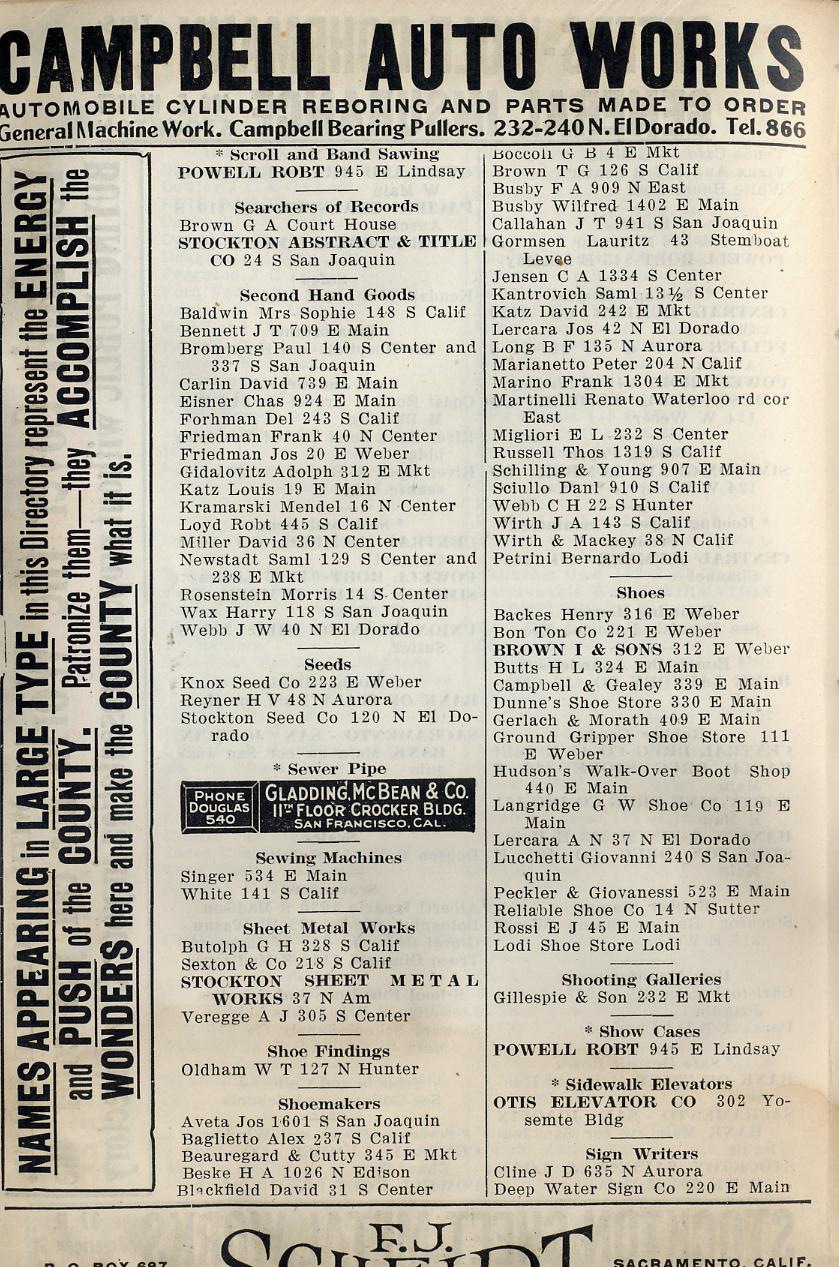 CAMPBELL AUTO WORKS
AUTOMOBILE CYLINDER REBORING AND PARTS MADE TO ORDER
General Machine Work. Campbell Bearing Pullers. 232-240 N. El Dorado. Tel. 866
NAMES APPEARING in LARGE TYPE in this Directory represent the ENERGY
and PUSH of the COUNTY. Patronize them—they ACCOMPLISH the
WONDERS here and make the COUNTY what it is.
* Scroll and Band Sawing
POWELL ROBT 945 E Lindsay
Searchers of Records
Brown G A Court House
STOCKTON ABSTRACT & TITLE
CO 24 S San Joaquin
Second Hand Goods
Baldwin Mrs Sophie 148 S Calif
Bennett J T 709 E Main
Bromberg Paul 140 S Center and
337 S San Joaquin
Carlin David 739 E Main
Eisner Chas 924 E Main
Forhman Del 243 S Calif
Friedman Frank 40 N Center
Friedman Jos 20 E Weber
Gidalovitz Adolph 312 E Mkt
Katz Louis 19 E Main
Kramarski Mendel 16 N Center
Loyd Robt 445 S Calif
Miller David 36 N Center
Newstadt Saml 129 S Center and
238 E Mkt
Rosenstein Morris 14 S Center
Wax Harry 118 S San Joaquin
Webb J W 40 N El Dorado
Seeds
Knox Seed Co 223 E Weber
Reyner H V 48 N Aurora
Stockton Seed Co 120 N El Do-
rado
* Sewer Pipe
PHONE
DOUGLAS
540
GLADDING, McBEAN & CO.
11TH FLOOR CROCKER BLDG.
SAN FRANCISCO, CAL.
Sewing Machines
Singer 534 E Main
White 141 S Calif
Sheet Metal Works
Butolph G H 328 S Calif
Sexton & Co 218 S Calif
STOCKTON SHEET METAL
WORKS 37 N Am
Veregge A J 305 S Center
Shoe Findings
Oldham W T 127 N Hunter
Shoemakers
Aveta Jos 1601 S San Joaquin
Baglietto Alex 237 S Calif
Beauregard & Cutty 345 E Mkt
Beske H A 1026 N Edison
Blackfield David 31 S Center
Boccoli G B 4 E Mkt
Brown T G 126 S Calif
Busby F A 909 N East
Busby Wilfred 1402 E Main
Callahan J T 941 S San Joaquin
Gormsen Lauritz 43 Stemboat
Levee
Jensen C A 1334 S Center
Kantrovich Saml 13½ S Center
Katz David 242 E Mkt
Lercara Jos 42 N El Dorado
Long B F 135 N Aurora
Marianetto Peter 204 N Calif
Marino Frank 1304 E Mkt
Martinelli Renato Waterloo rd cor
East
Migliori E L 232 S Center
Russell Thos 1319 S Calif
Schilling & Young 907 E Main
Sciullo Danl 910 S Calif
Webb C H 22 S Hunter
Wirth J A 143 S Calif
Wirth & Mackey 38 N Calif
Petrini Bernardo Lodi
Shoes
Backes Henry 316 E Weber
Bon Ton Co 221 E Weber
BROWN I & SONS 312 E Weber
Butts H L 324 E Main
Campbell & Gealey 339 E Main
Dunne's Shoe Store 330 E Main
Gerlach & Morath 409 E Main
Ground Gripper Shoe Store 111
E Weber
Hudson's Walk-Over Boot Shop
440 E Main
Langridge G W Shoe Co 119 E
Main
Lercara A N 37 N El Dorado
Lucchetti Giovanni 240 S San Joa-
quin
Peckler & Giovanessi 523 E Main
Reliable Shoe Co 14 N Sutter
Rossi E J 45 E Main
Lodi Shoe Store Lodi
Shooting Galleries
Gillespie & Son 232 E Mkt
* Show Cases
POWELL ROBT 945 E Lindsay
* Sidewalk Elevators
OTIS ELEVATOR CO 302 Yo-
semte Bldg
Sign Writers
Cline J D 635 N Aurora
Deep Water Sign Co 220 E Main
F. J.
SCHEIDT
P. O. BOX 687
SACRAMENTO, CALIF.